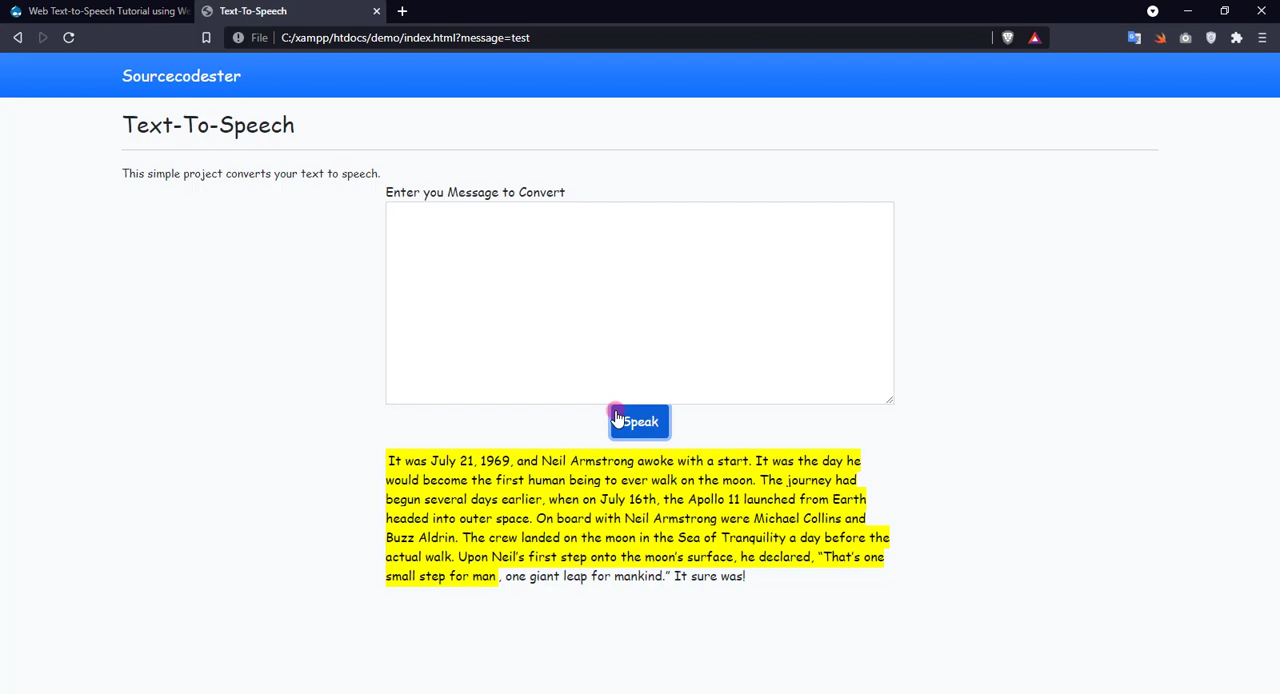 Web Text-to-Speech Tutorial using We
Text-To-Speech
File
C:/xampp/htdocs/demo/index.html?message=test
Sourcecodester
Text-To-Speech
This simple project converts your text to speech.
Enter you Message to Convert
Speak
It was July 21, 1969, and Neil Armstrong awoke with a start. It was the day he
would become the first human being to ever walk on the moon. The journey had
begun several days earlier, when on July 16th, the Apollo 11 launched from Earth
headed into outer space. On board with Neil Armstrong were Michael Collins and
Buzz Aldrin. The crew landed on the moon in the Sea of Tranquility a day before the
actual walk. Upon Neil’s first step onto the moon’s surface, he declared, “That’s one
small step for man , one giant leap for mankind.” It sure was!